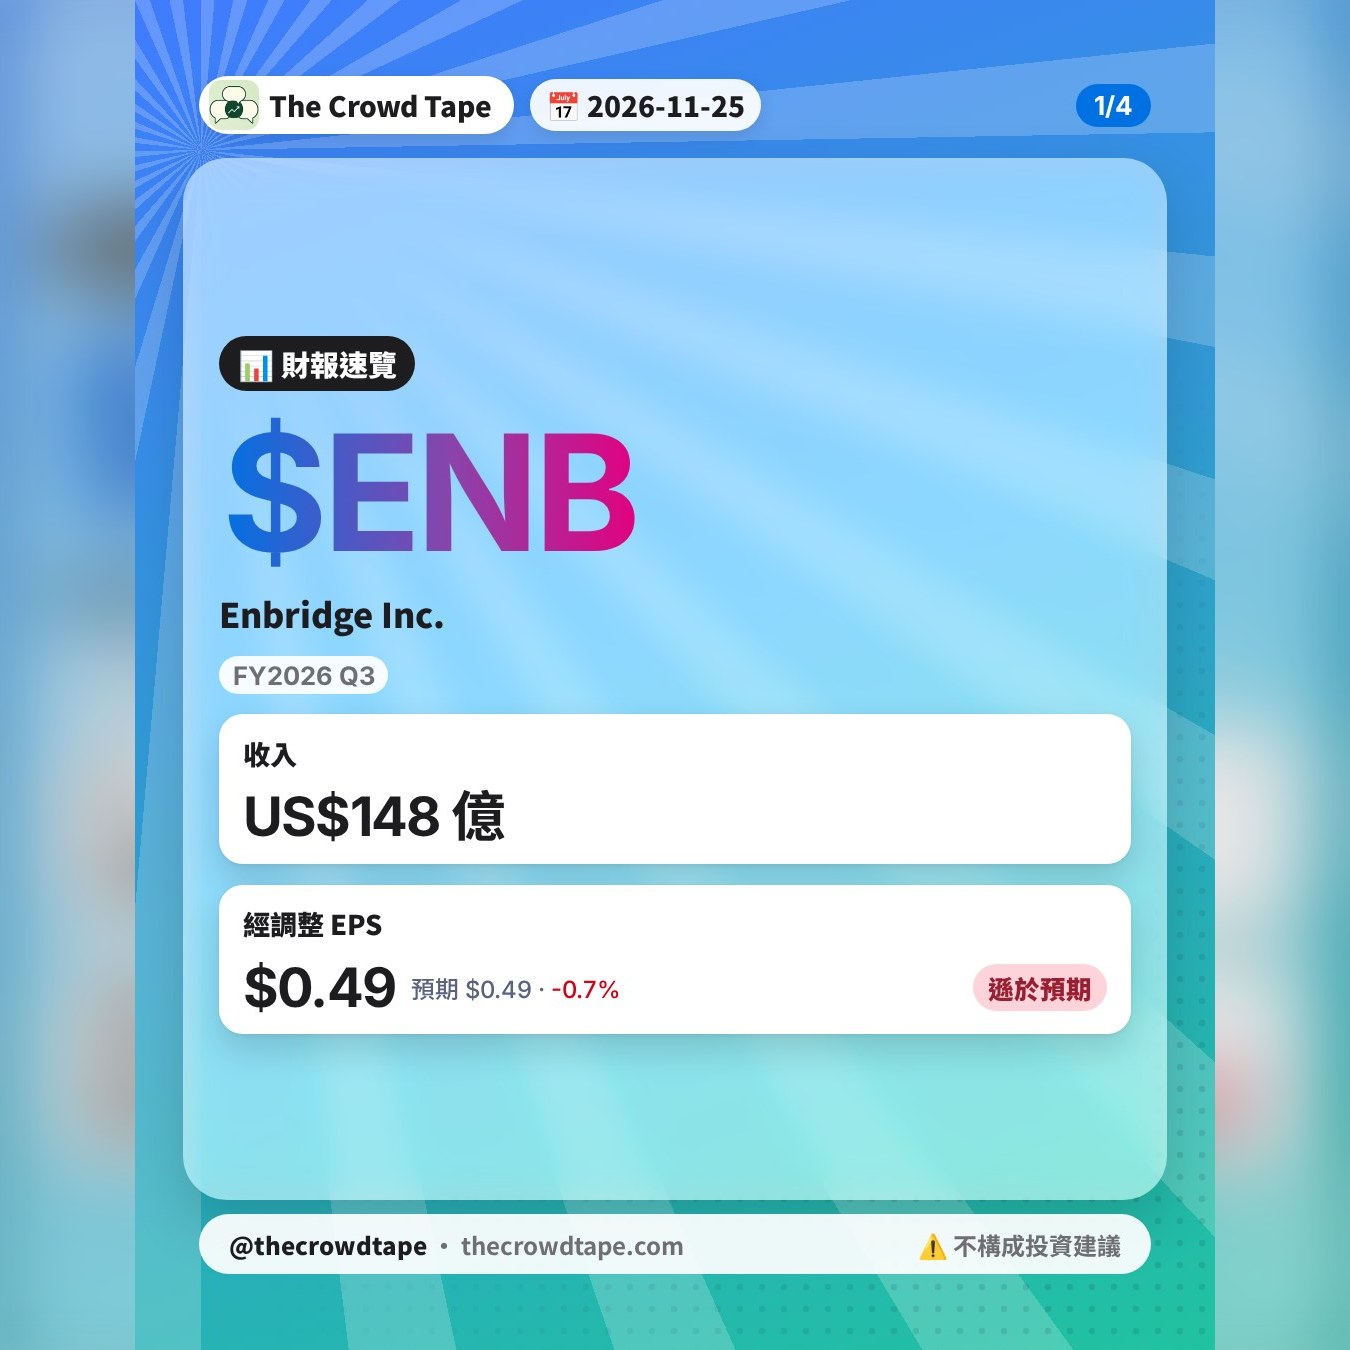 The Crowd Tape
2026-11-25
1/4
財報速覽
$ENB
Enbridge Inc.
FY2026 Q3
收入
US$148 億
經調整 EPS
$0.49 預期 $0.49 · -0.7%
遜於預期
@thecrowdtape • thecrowdtape.com
⚠️ 不構成投資建議